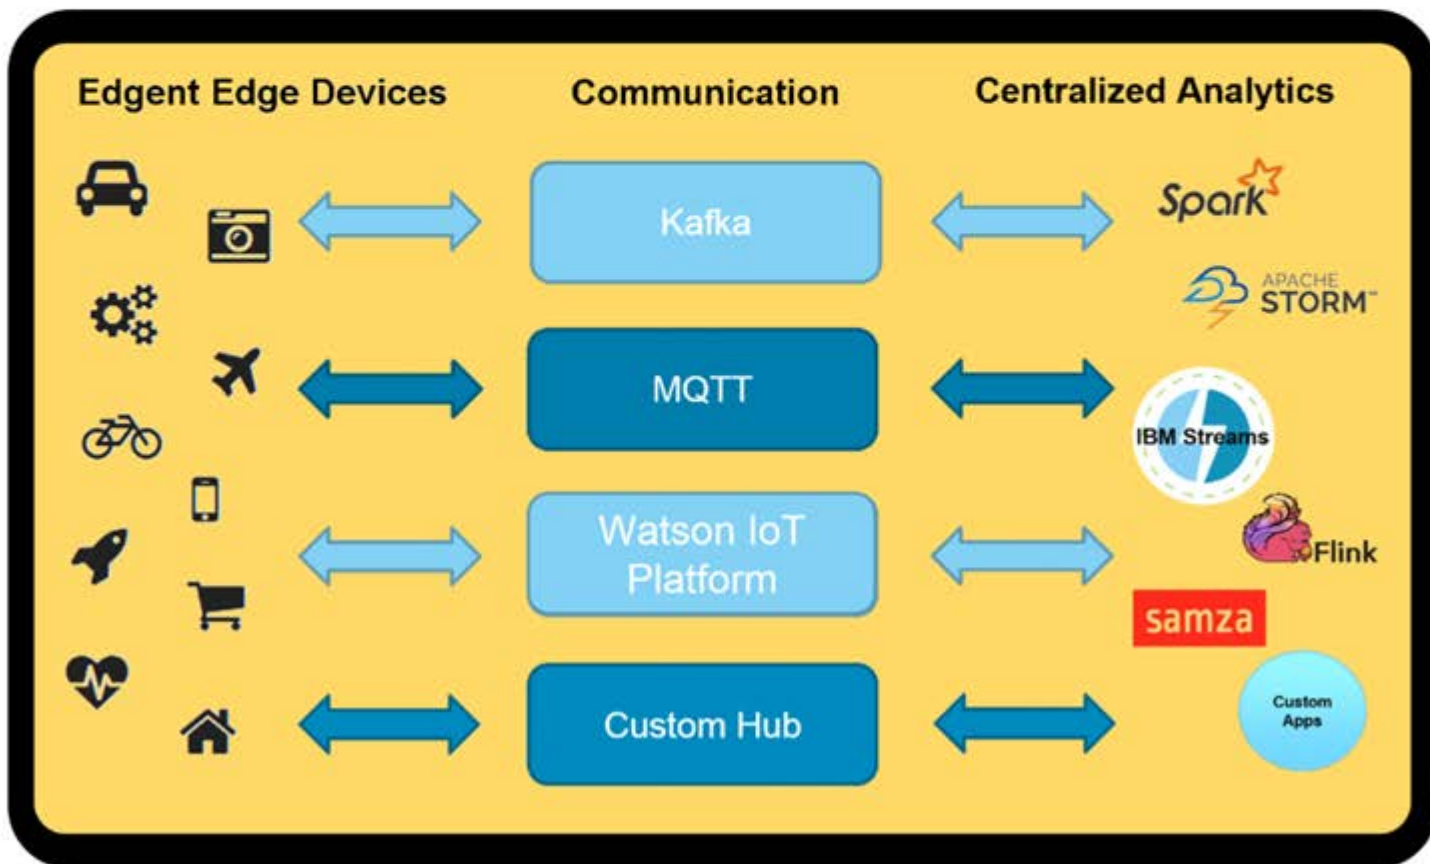 Edgent Edge Devices
Communication
Centralized Analytics
Kafka
Spark
APACHE
STORM™
MQTT
IBM Streams
Watson IoT
Platform
Flink
samza
Custom Hub
Custom
Apps